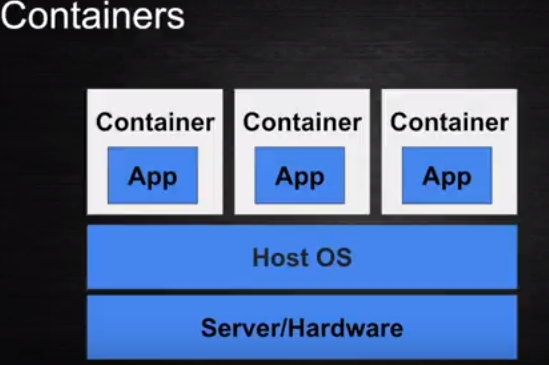 Containers
Container Container Container
App App App
Host OS
Server/Hardware